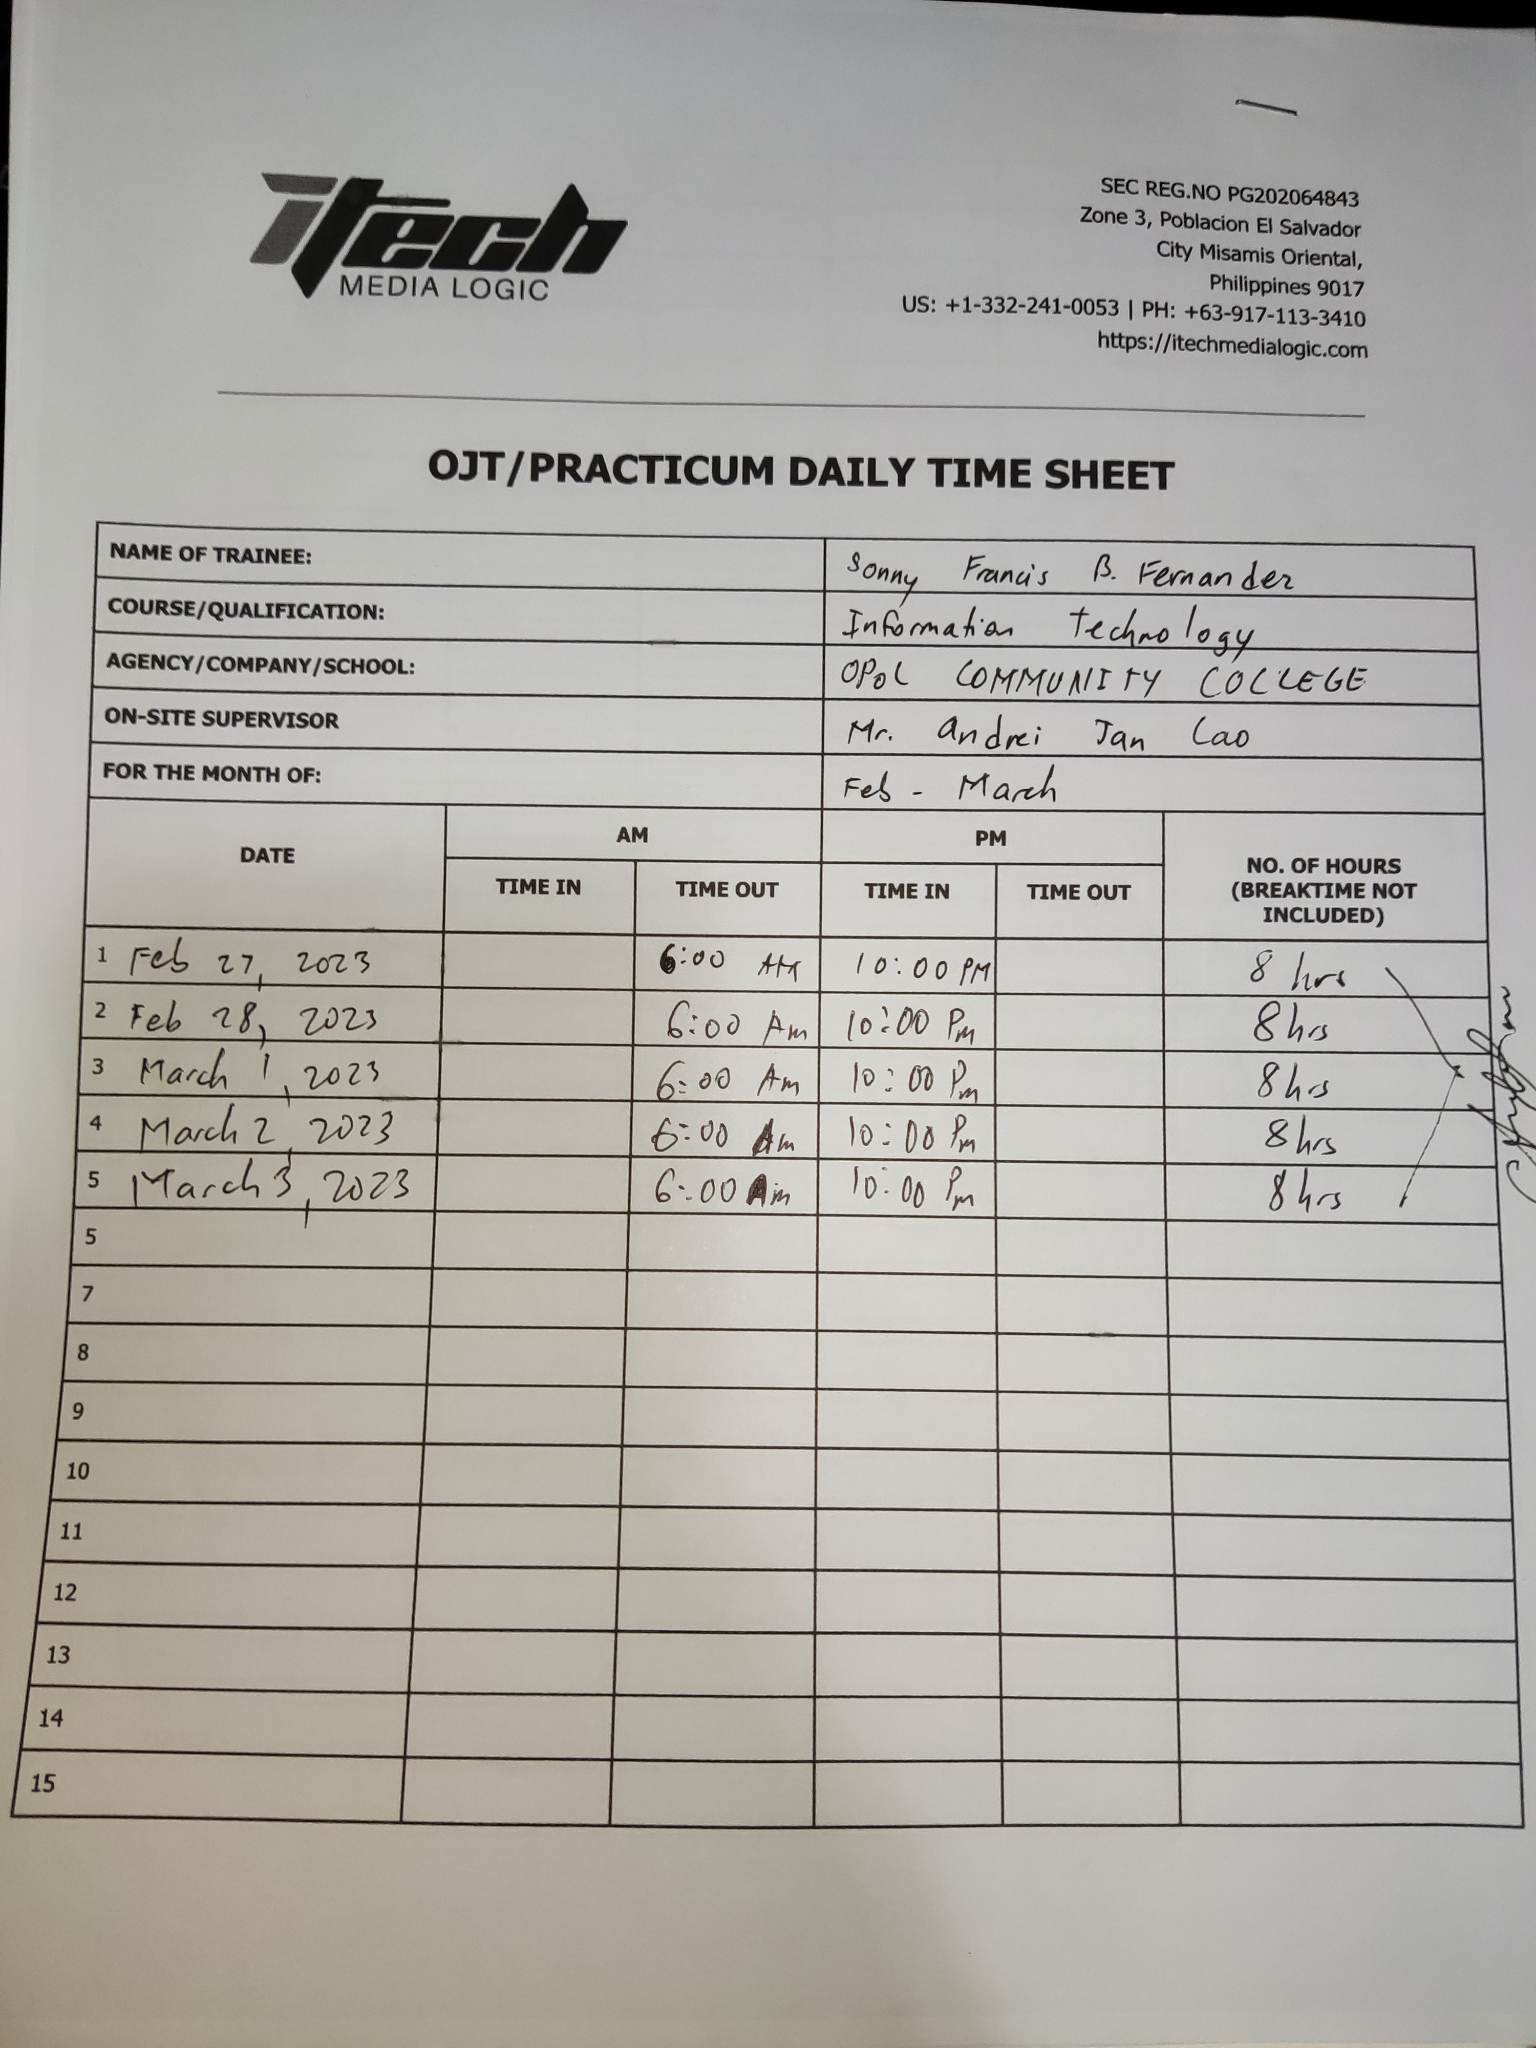 itech
MEDIA LOGIC
SEC REG.NO PG202064843
Zone 3, Poblacion El Salvador
City Misamis Oriental,
Philippines 9017
US: +1-332-241-0053 | PH: +63-917-113-3410
https://itechmedialogic.com
OJT/PRACTICUM DAILY TIME SHEET
NAME OF TRAINEE: Sonny Francis B. Fernandez
COURSE/QUALIFICATION: Information Technology
AGENCY/COMPANY/SCHOOL: OPOL COMMUNITY COLLEGE
ON-SITE SUPERVISOR Mr. Andrei Jan Lao
FOR THE MONTH OF: Feb - March
DATE AM PM NO. OF HOURS (BREAKTIME NOT INCLUDED)
TIME IN TIME OUT TIME IN TIME OUT
1 Feb 27, 2023 6:00 AM 10:00 PM 8 hrs
2 Feb 28, 2023 6:00 Am 10:00 Pm 8hrs
3 March 1, 2023 6:00 Am 10:00 Pm 8hrs
4 March 2, 2023 6:00 Am 10:00 Pm 8hrs
5 March 3, 2023 6:00 Am 10:00 Pm 8hrs
5
7
8
9
10
11
12
13
14
15